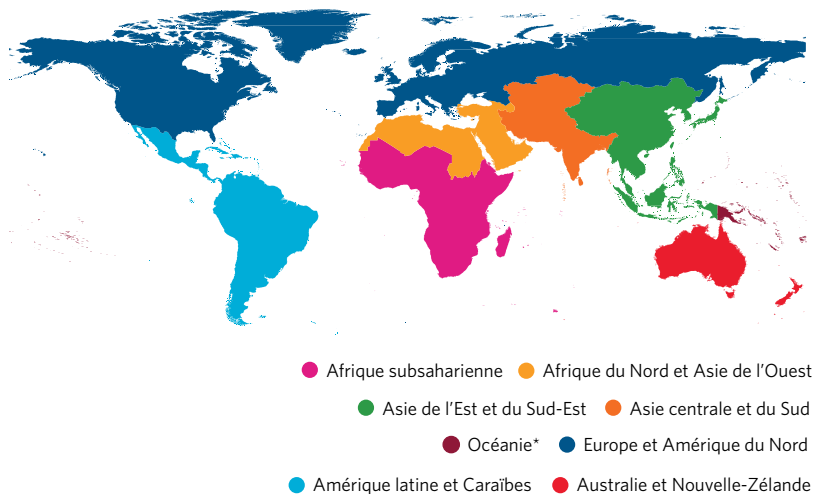 Afrique subsaharienne Afrique du Nord et Asie de l'Ouest
Asie de l'Est et du Sud-Est Asie centrale et du Sud
Océanie* Europe et Amérique du Nord
Amérique latine et Caraïbes Australie et Nouvelle-Zélande